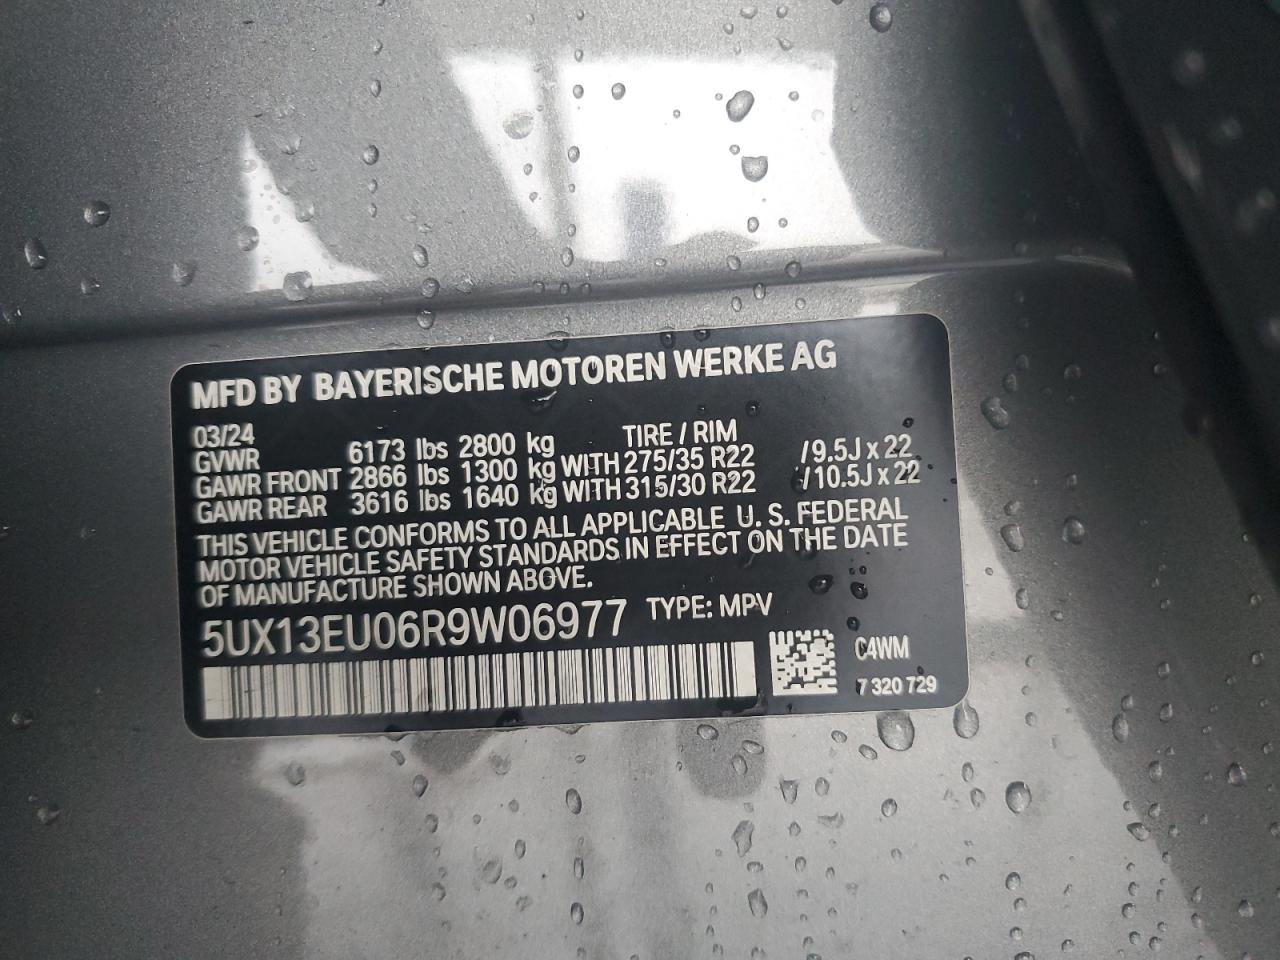 MFD BY BAYERISCHE MOTOREN WERKE AG
03/24 TIRE / RIM
GVWR 6173 lbs 2800 kg
GAWR FRONT 2866 lbs 1300 kg WITH 275/35 R22 /9.5J x 22
GAWR REAR 3616 lbs 1640 kg WITH 315/30 R22 /10.5J x 22
THIS VEHICLE CONFORMS TO ALL APPLICABLE U. S. FEDERAL
MOTOR VEHICLE SAFETY STANDARDS IN EFFECT ON THE DATE
OF MANUFACTURE SHOWN ABOVE.
5UX13EU06R9W06977 TYPE: MPV
C4WM
7 320 729